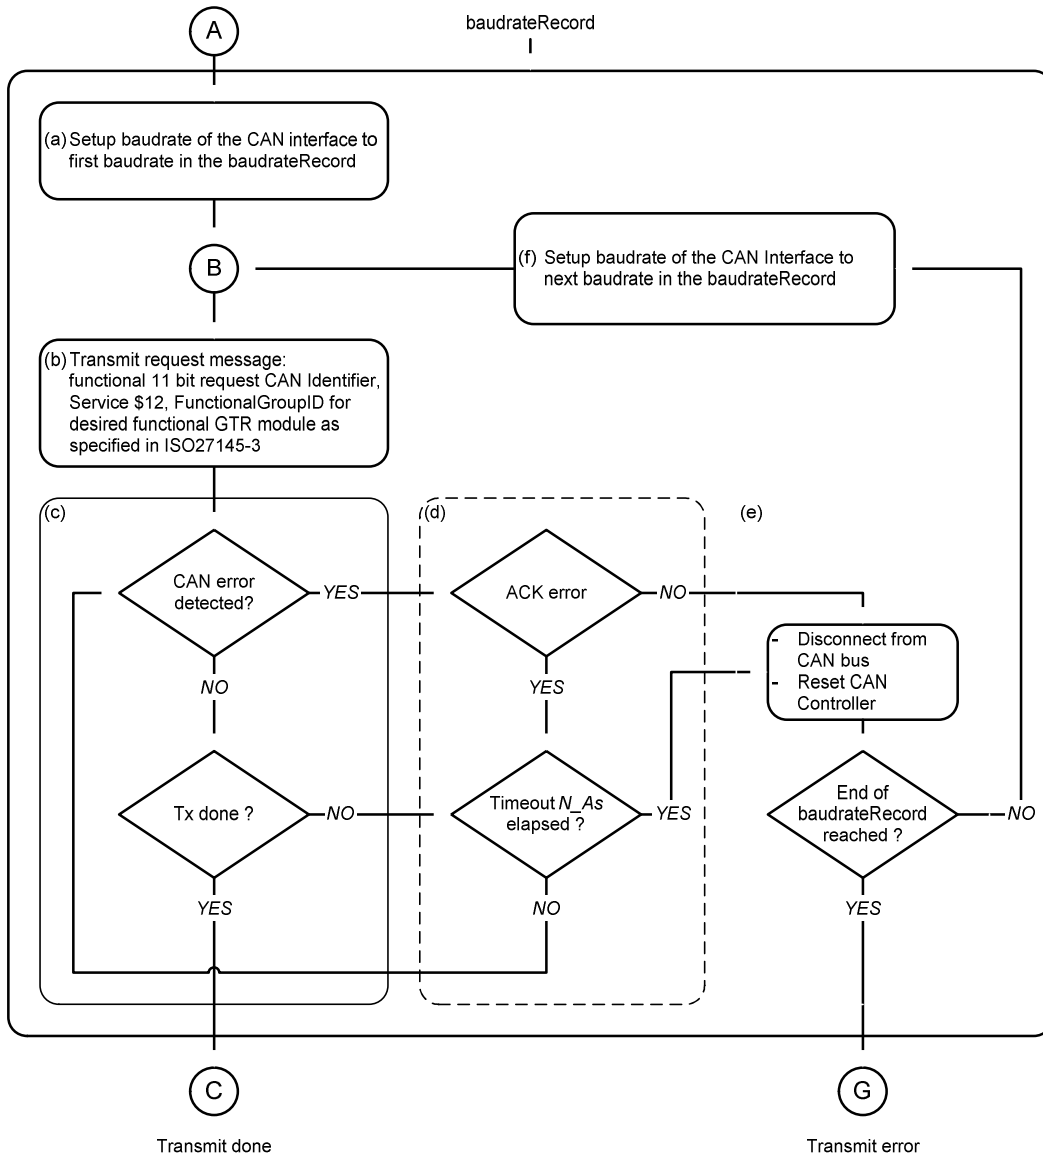 A
baudrateRecord
(a) Setup baudrate of the CAN interface to
first baudrate in the baudrateRecord
B
(f) Setup baudrate of the CAN Interface to
next baudrate in the baudrateRecord
(b) Transmit request message:
functional 11 bit request CAN Identifier,
Service $12, FunctionalGroupID for
desired functional GTR module as
specified in ISO27145-3
(c)
(d)
(e)
CAN error
detected?
YES
ACK error
NO
- Disconnect from
CAN bus
- Reset CAN
Controller
NO
YES
Tx done ?
NO
Timeout N_As
elapsed ?
YES
End of
baudrateRecord
reached ?
NO
YES
NO
YES
C
G
Transmit done
Transmit error